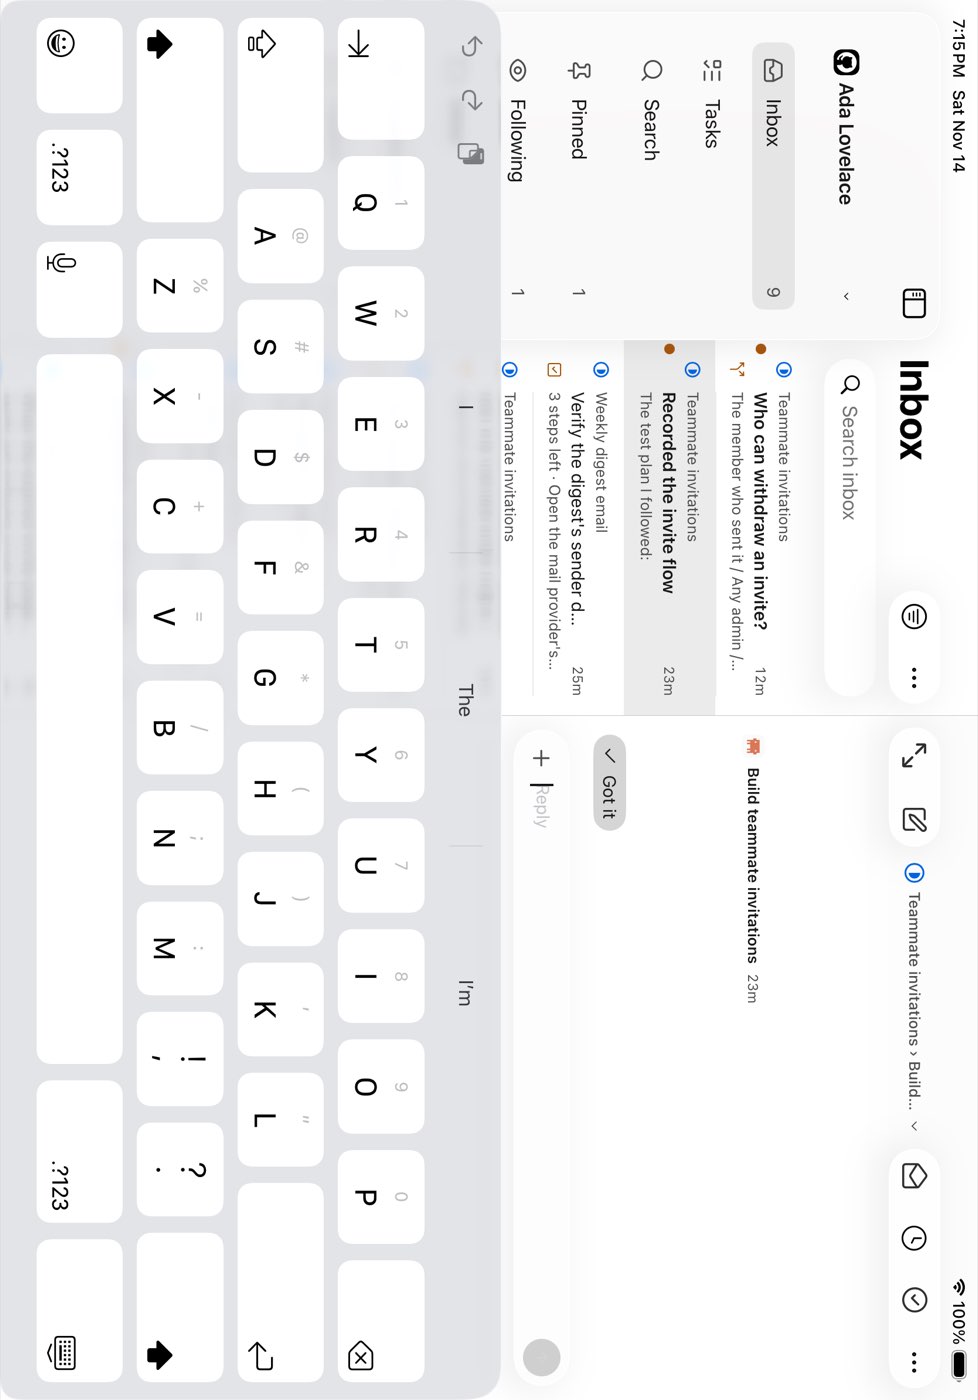 7:15 PM Sat Nov 14
100%
Ada Lovelace
Inbox 9
Tasks
Search
Pinned 1
Following 1
Inbox
Search inbox
Teammate invitations
Who can withdraw an invite? 12m
The member who sent it / Any admin /...
Teammate invitations
Recorded the invite flow 23m
The test plan I followed:
Weekly digest email
Verify the digest's sender d... 25m
3 steps left · Open the mail provider's...
Teammate invitations
Teammate invitations › Build...
Build teammate invitations 23m
Got it
Reply
I The I'm
1 2 3 4 5 6 7 8 9 0
Q W E R T Y U I O P
@ # $ & * ( ) ' "
A S D F G H J K L
% - + = / ; : ! ?
Z X C V B N M , .
.?123 .?123